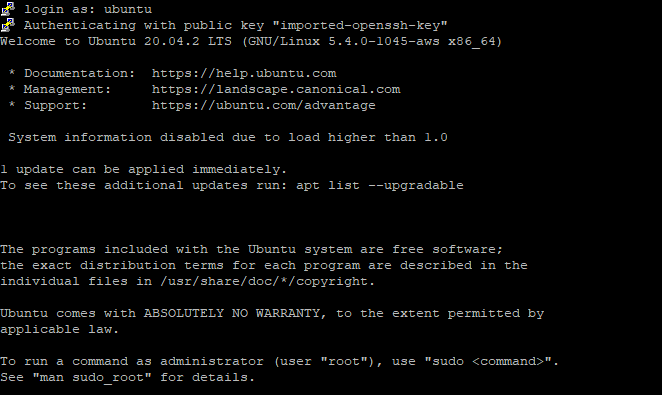 login as: ubuntu
Authenticating with public key "imported-openssh-key"
Welcome to Ubuntu 20.04.2 LTS (GNU/Linux 5.4.0-1045-aws x86_64)
* Documentation:  https://help.ubuntu.com
* Management:     https://landscape.canonical.com
* Support:        https://ubuntu.com/advantage
System information disabled due to load higher than 1.0
1 update can be applied immediately.
To see these additional updates run: apt list --upgradable
The programs included with the Ubuntu system are free software;
the exact distribution terms for each program are described in the
individual files in /usr/share/doc/*/copyright.
Ubuntu comes with ABSOLUTELY NO WARRANTY, to the extent permitted by
applicable law.
To run a command as administrator (user "root"), use "sudo <command>".
See "man sudo_root" for details.